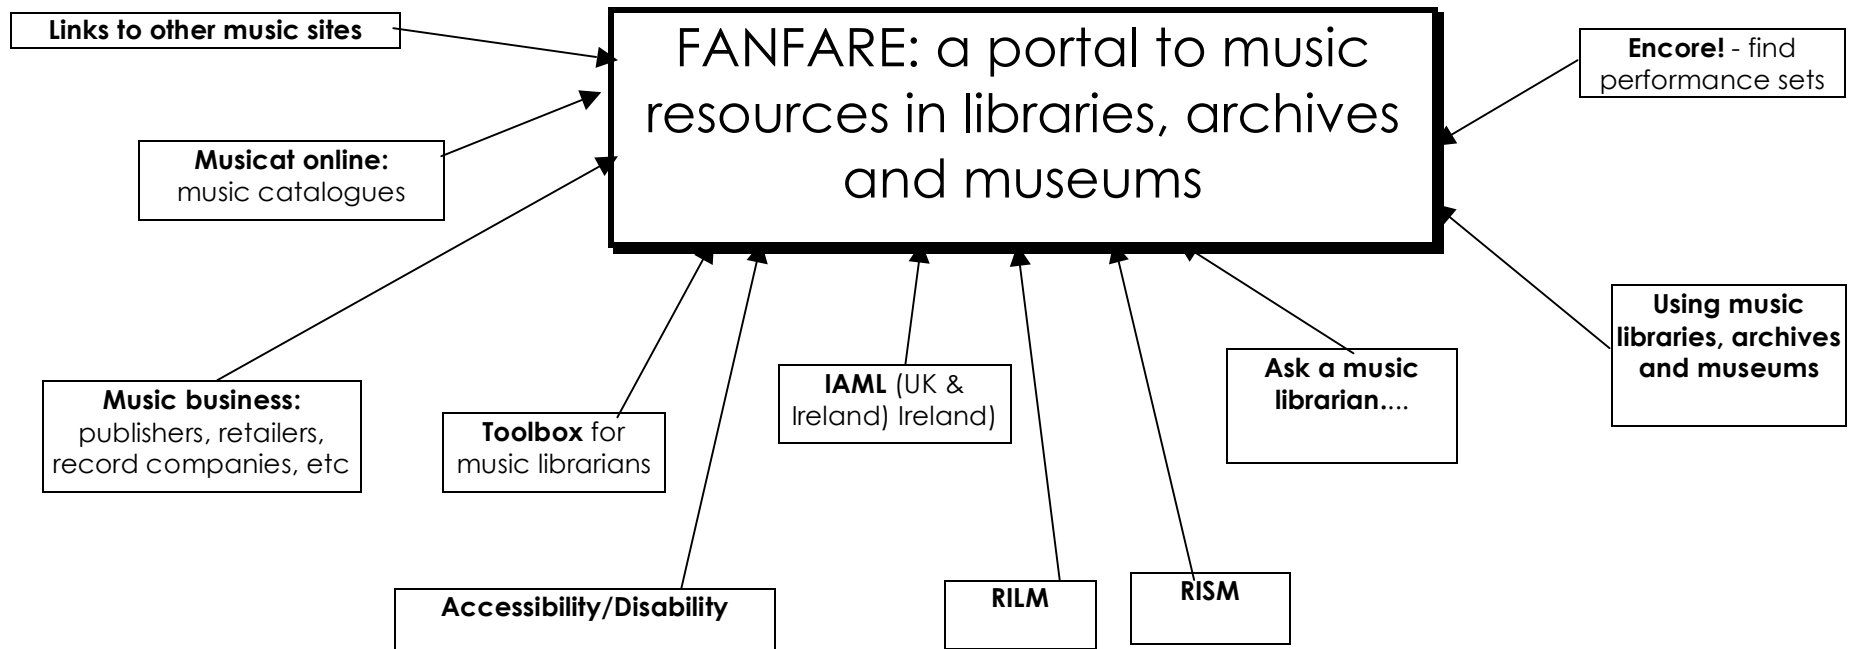 Links to other music sites
FANFARE: a portal to music
resources in libraries, archives
and museums
Encore! - find
performance sets
Musicat online:
music catalogues
Using music
libraries, archives
and museums
Music business:
publishers, retailers,
record companies, etc
Toolbox for
music librarians
IAML (UK &
Ireland) Ireland)
Ask a music
librarian....
Accessibility/Disability
RILM
RISM